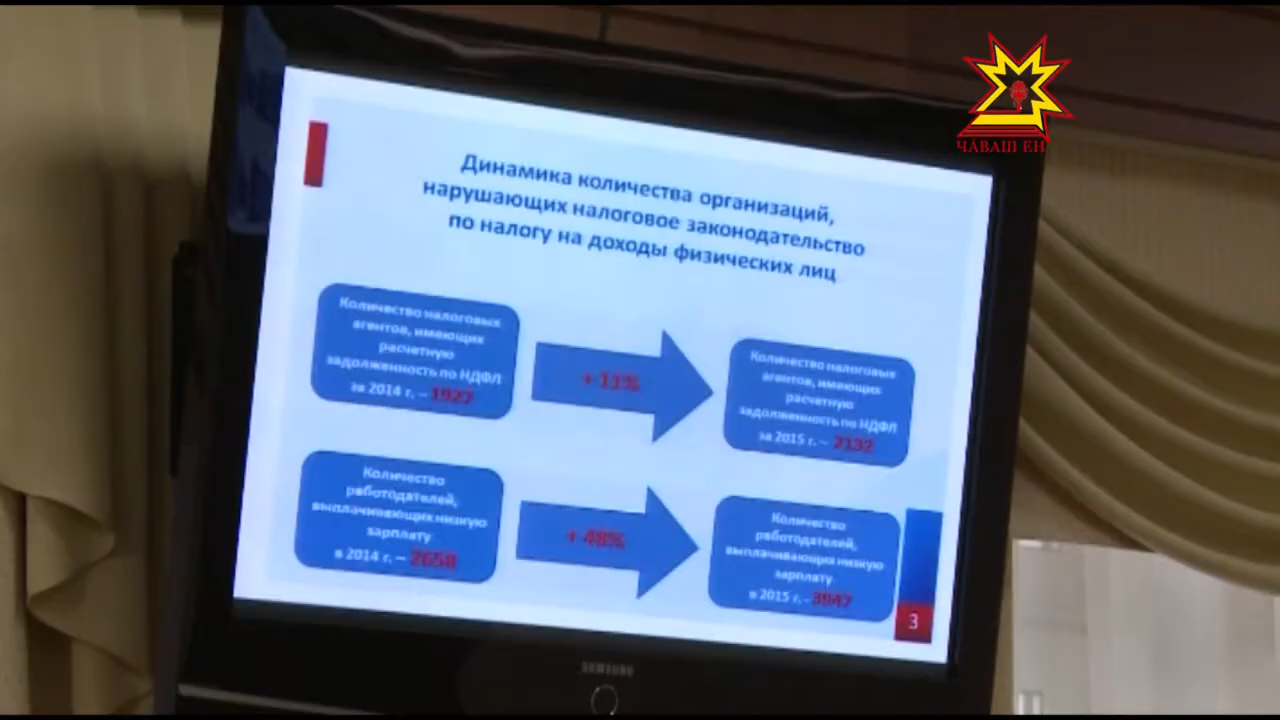 ЧӐВАШ ЕН
Динамика количества организаций,
нарушающих налоговое законодательство
по налогу на доходы физических лиц
Количество налоговых
агентов, имеющих
расчетную
задолженность по НДФЛ
за 2014 г. – 1927
+ 11%
Количество налоговых
агентов, имеющих
расчетную
задолженность по НДФЛ
за 2015 г. – 2132
Количество
работодателей,
выплачивающих низкую
зарплату
в 2014 г. – 2658
+ 48%
Количество
работодателей,
выплачивающих низкую
зарплату
в 2015 г. - 3947
3
SAMSUNG